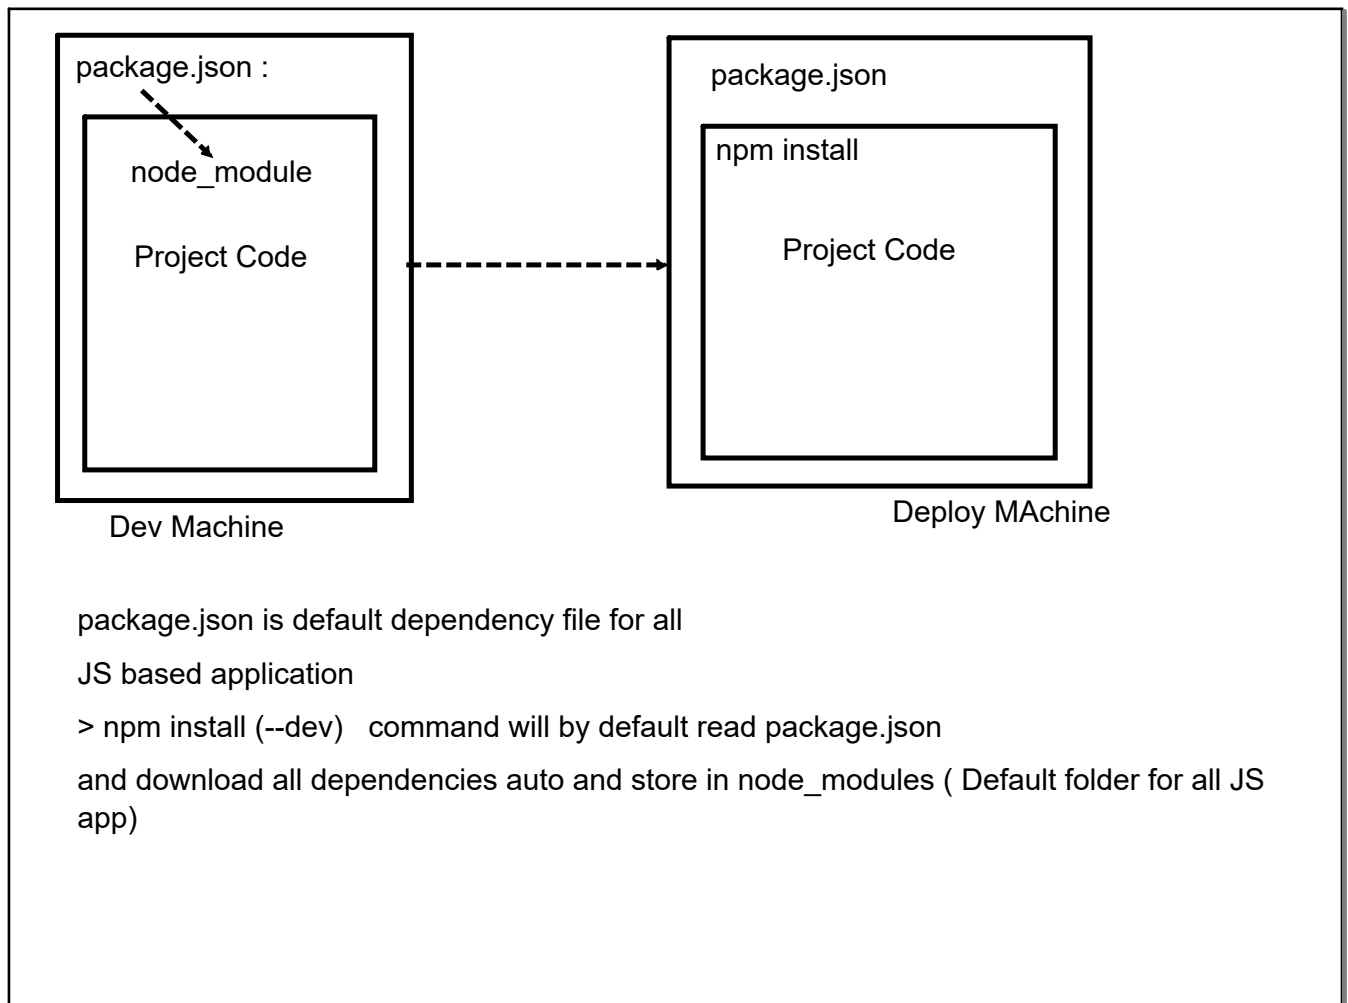 package.json :
node_module
Project Code
Dev Machine
package.json
npm install
Project Code
Deploy MAchine
package.json is default dependency file for all
JS based application
> npm install (--dev)   command will by default read package.json
and download all dependencies auto and store in node_modules ( Default folder for all JS
app)